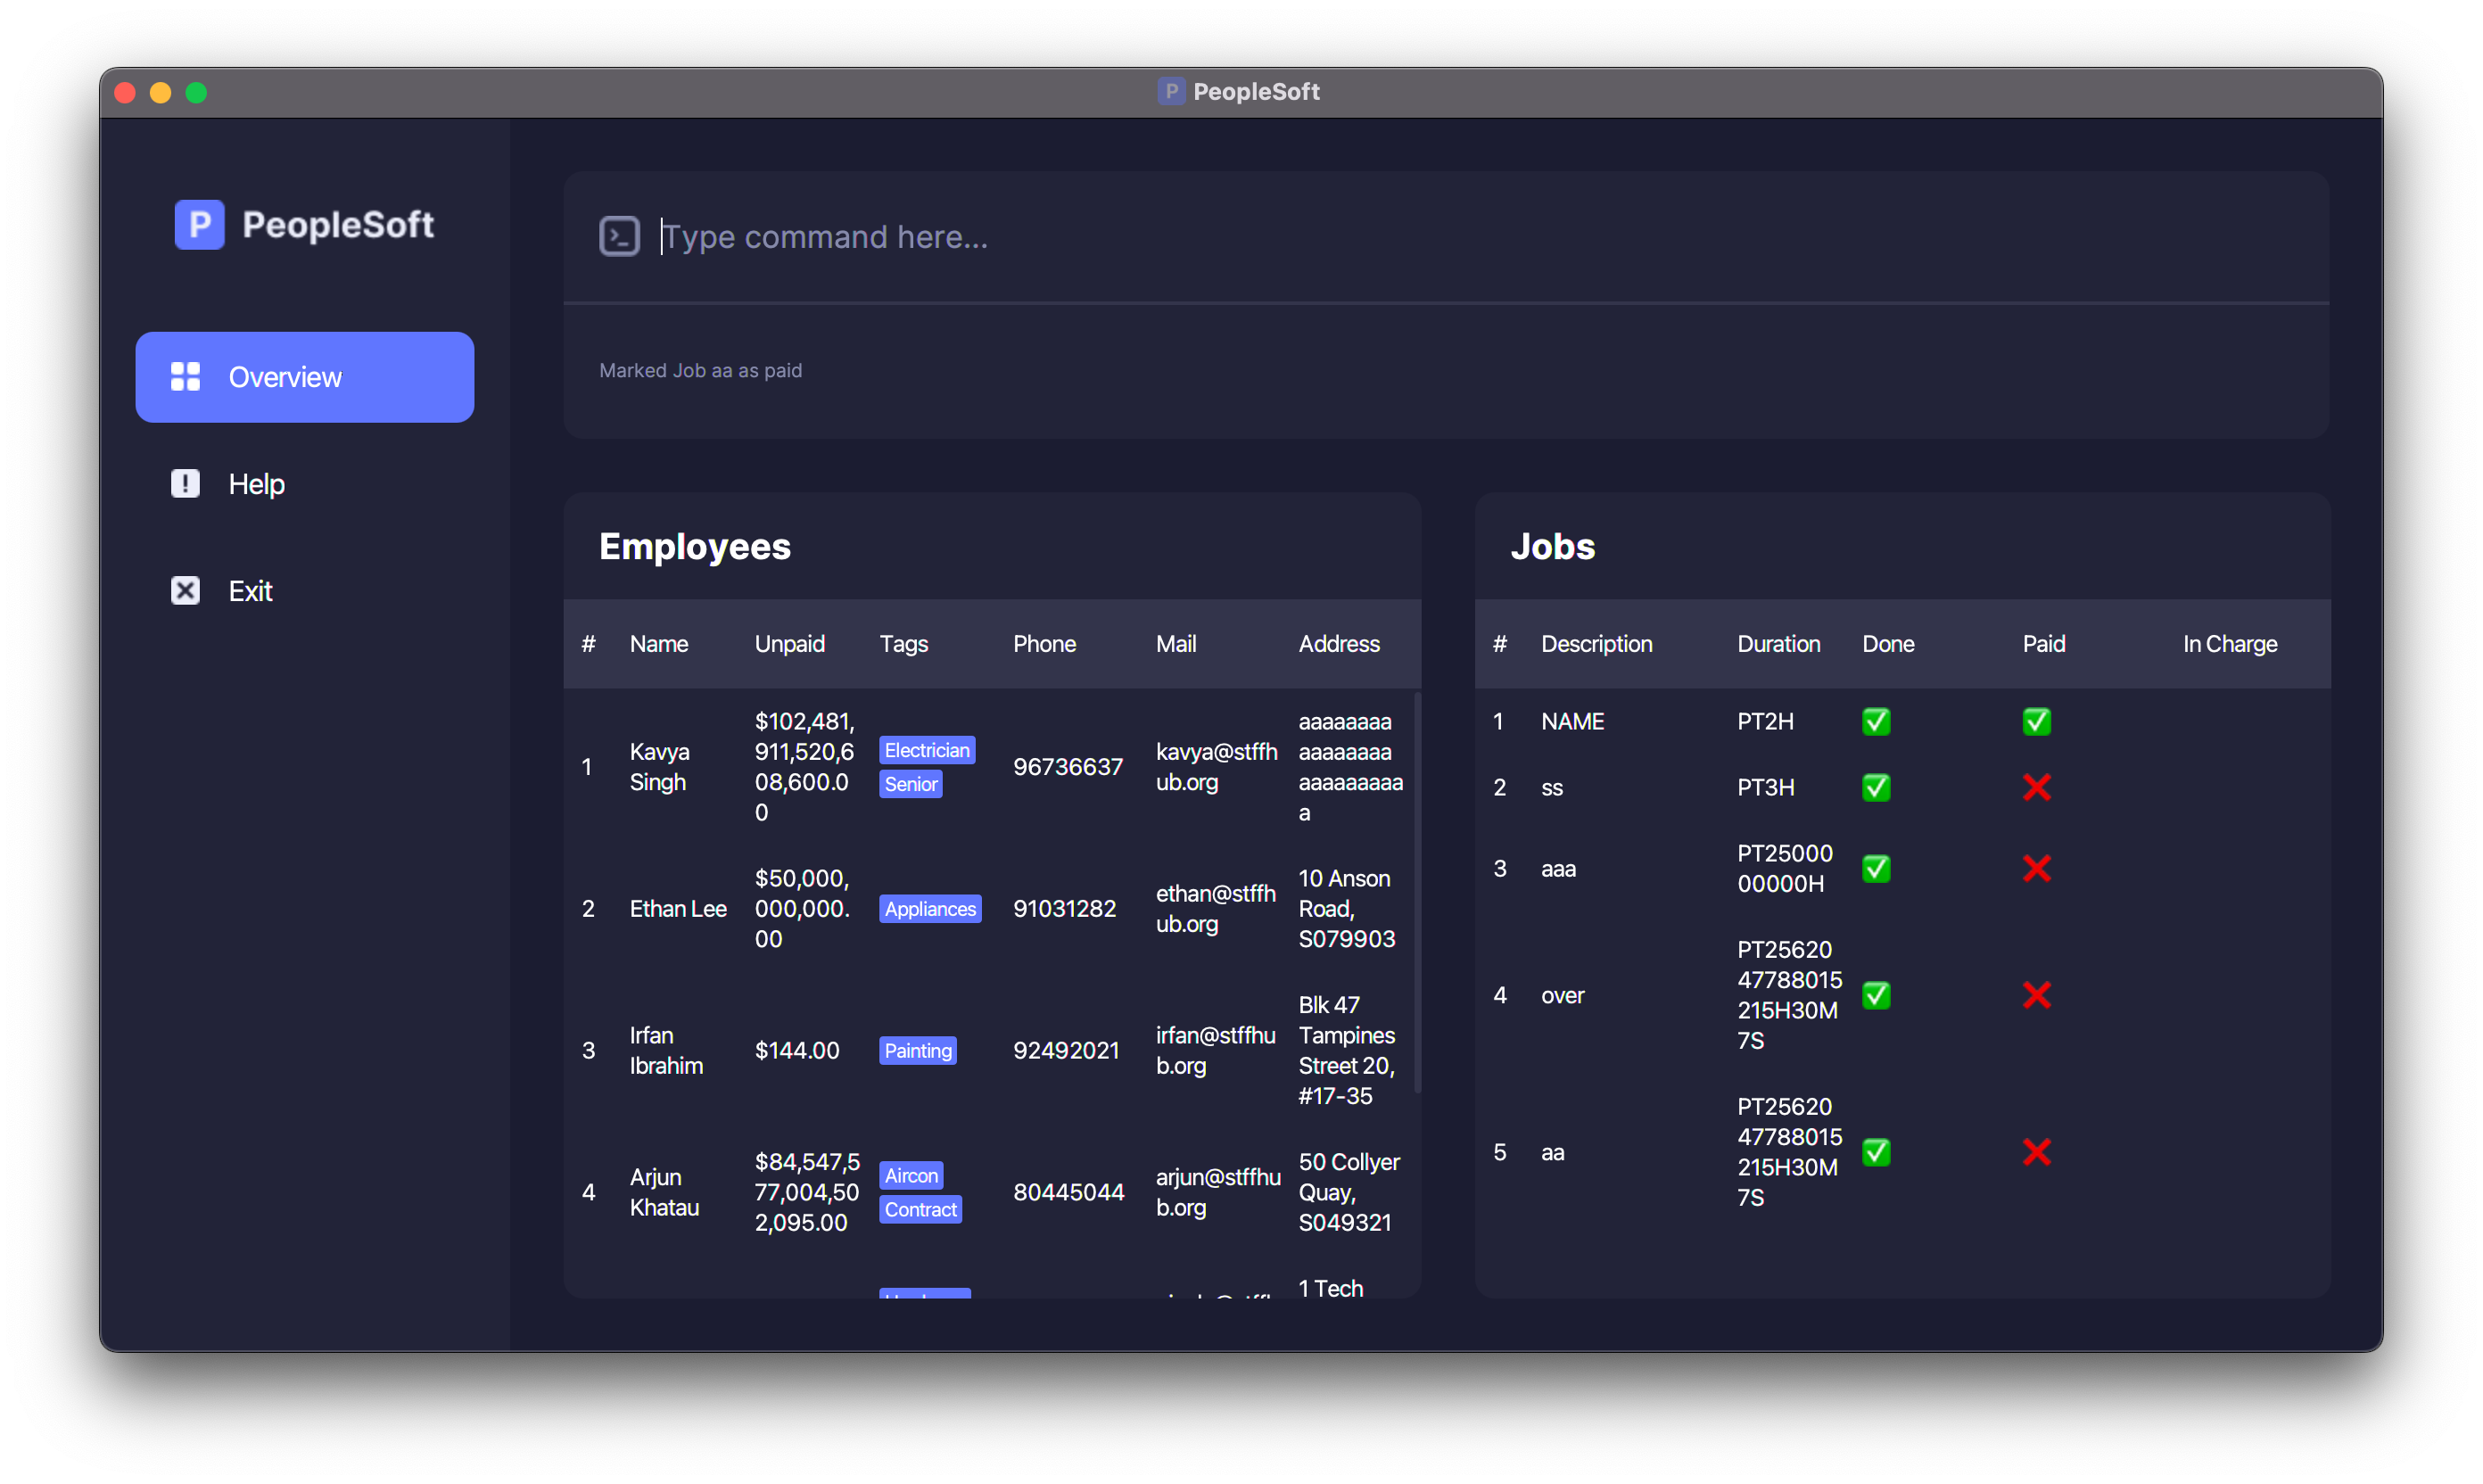 PeopleSoft
PeopleSoft
Overview
Help
Exit
Type command here...
Marked Job aa as paid
Employees
# Name Unpaid Tags Phone Mail Address
1 Kavya Singh $102,481,911,520,608,600.00 Electrician Senior 96736637 kavya@stffhub.org aaaaaaaaaaaaaaaaaaaaaaaaaa
2 Ethan Lee $50,000,000,000.00 Appliances 91031282 ethan@stffhub.org 10 Anson Road, S079903
3 Irfan Ibrahim $144.00 Painting 92492021 irfan@stffhub.org Blk 47 Tampines Street 20, #17-35
4 Arjun Khatau $84,547,577,004,502,095.00 Aircon Contract 80445044 arjun@stffhub.org 50 Collyer Quay, S049321
1 Tech
Jobs
# Description Duration Done Paid In Charge
1 NAME PT2H
2 ss PT3H
3 aaa PT2500000000H
4 over PT2562047788015215H30M7S
5 aa PT2562047788015215H30M7S